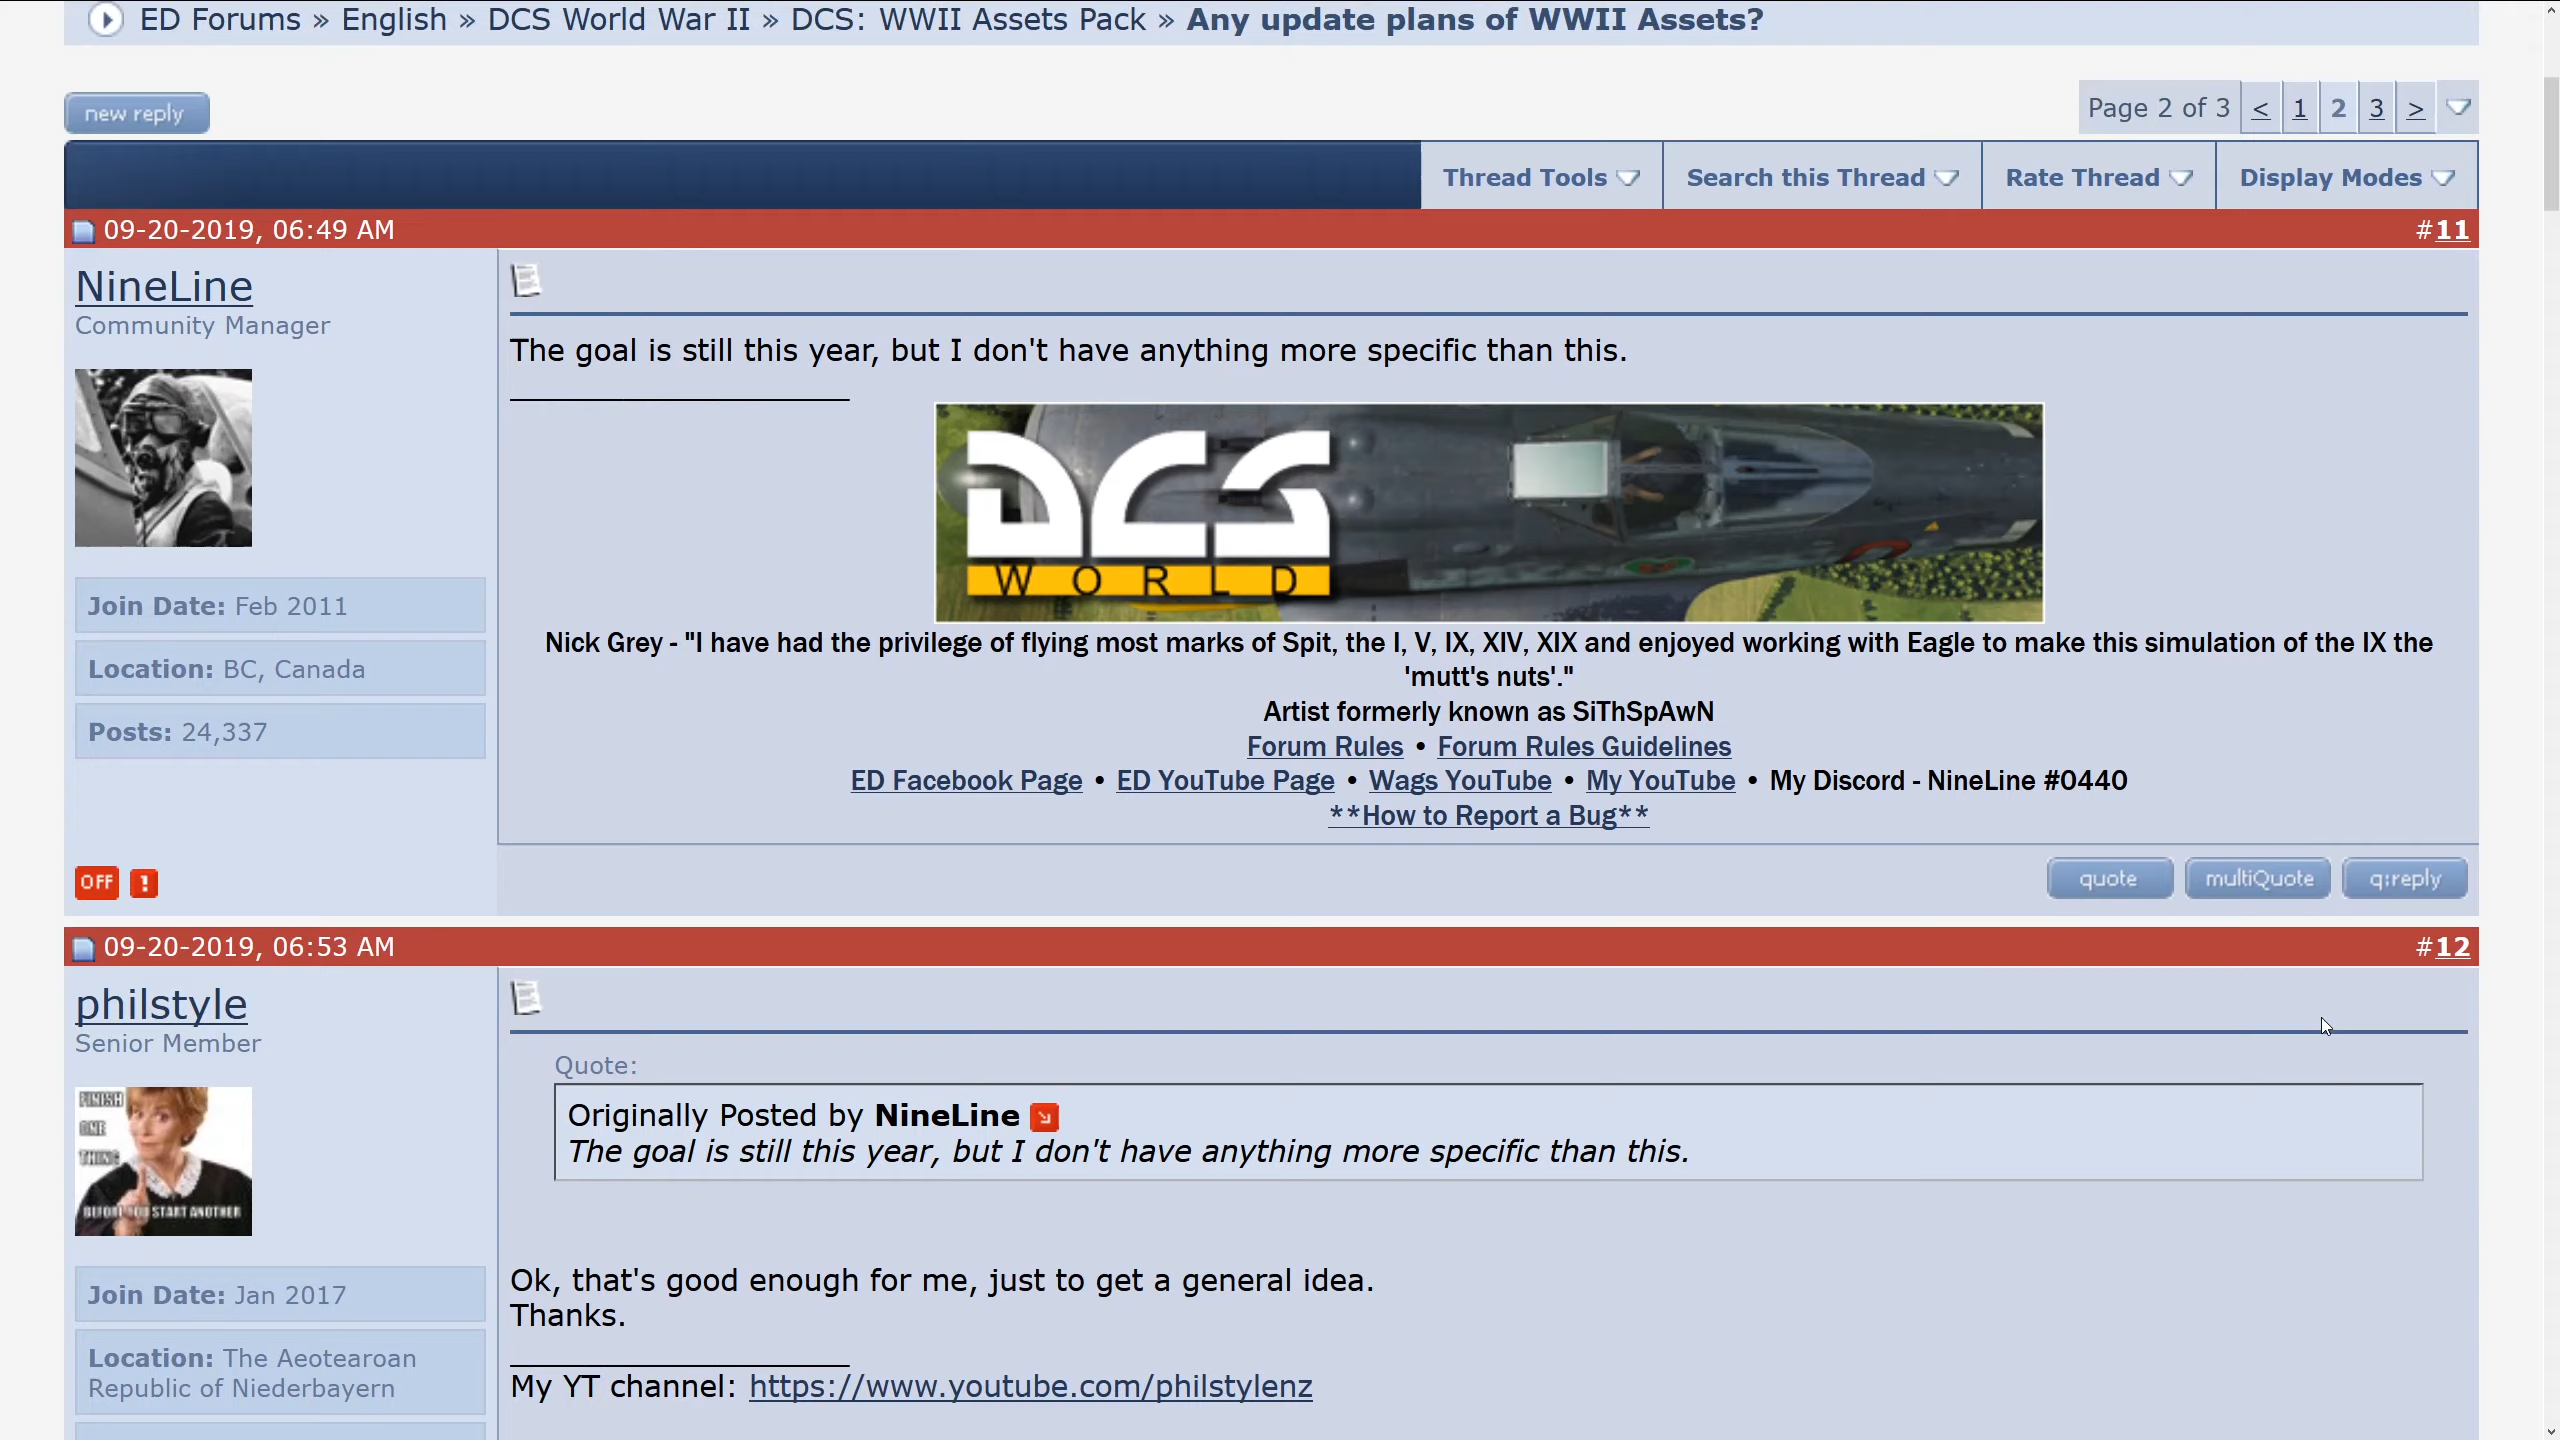 ED Forums » English » DCS World War II » DCS: WWII Assets Pack » Any update plans of WWII Assets?
new reply
Page 2 of 3 < 1 2 3 >
Thread Tools Search this Thread Rate Thread Display Modes
09-20-2019, 06:49 AM #11
NineLine
Community Manager
The goal is still this year, but I don't have anything more specific than this.
DCS
WORLD
Join Date: Feb 2011
Location: BC, Canada
Posts: 24,337
Nick Grey - "I have had the privilege of flying most marks of Spit, the I, V, IX, XIV, XIX and enjoyed working with Eagle to make this simulation of the IX the
'mutt's nuts'."
Artist formerly known as SiThSpAwN
Forum Rules • Forum Rules Guidelines
ED Facebook Page • ED YouTube Page • Wags YouTube • My YouTube • My Discord - NineLine #0440
**How to Report a Bug**
OFF !
quote multiQuote q:reply
09-20-2019, 06:53 AM #12
philstyle
Senior Member
FINISH
ONE
THING
BEFORE YOU START ANOTHER
Quote:
Originally Posted by NineLine
The goal is still this year, but I don't have anything more specific than this.
Ok, that's good enough for me, just to get a general idea.
Thanks.
Join Date: Jan 2017
Location: The Aeotearoan
Republic of Niederbayern
My YT channel: https://www.youtube.com/philstylenz